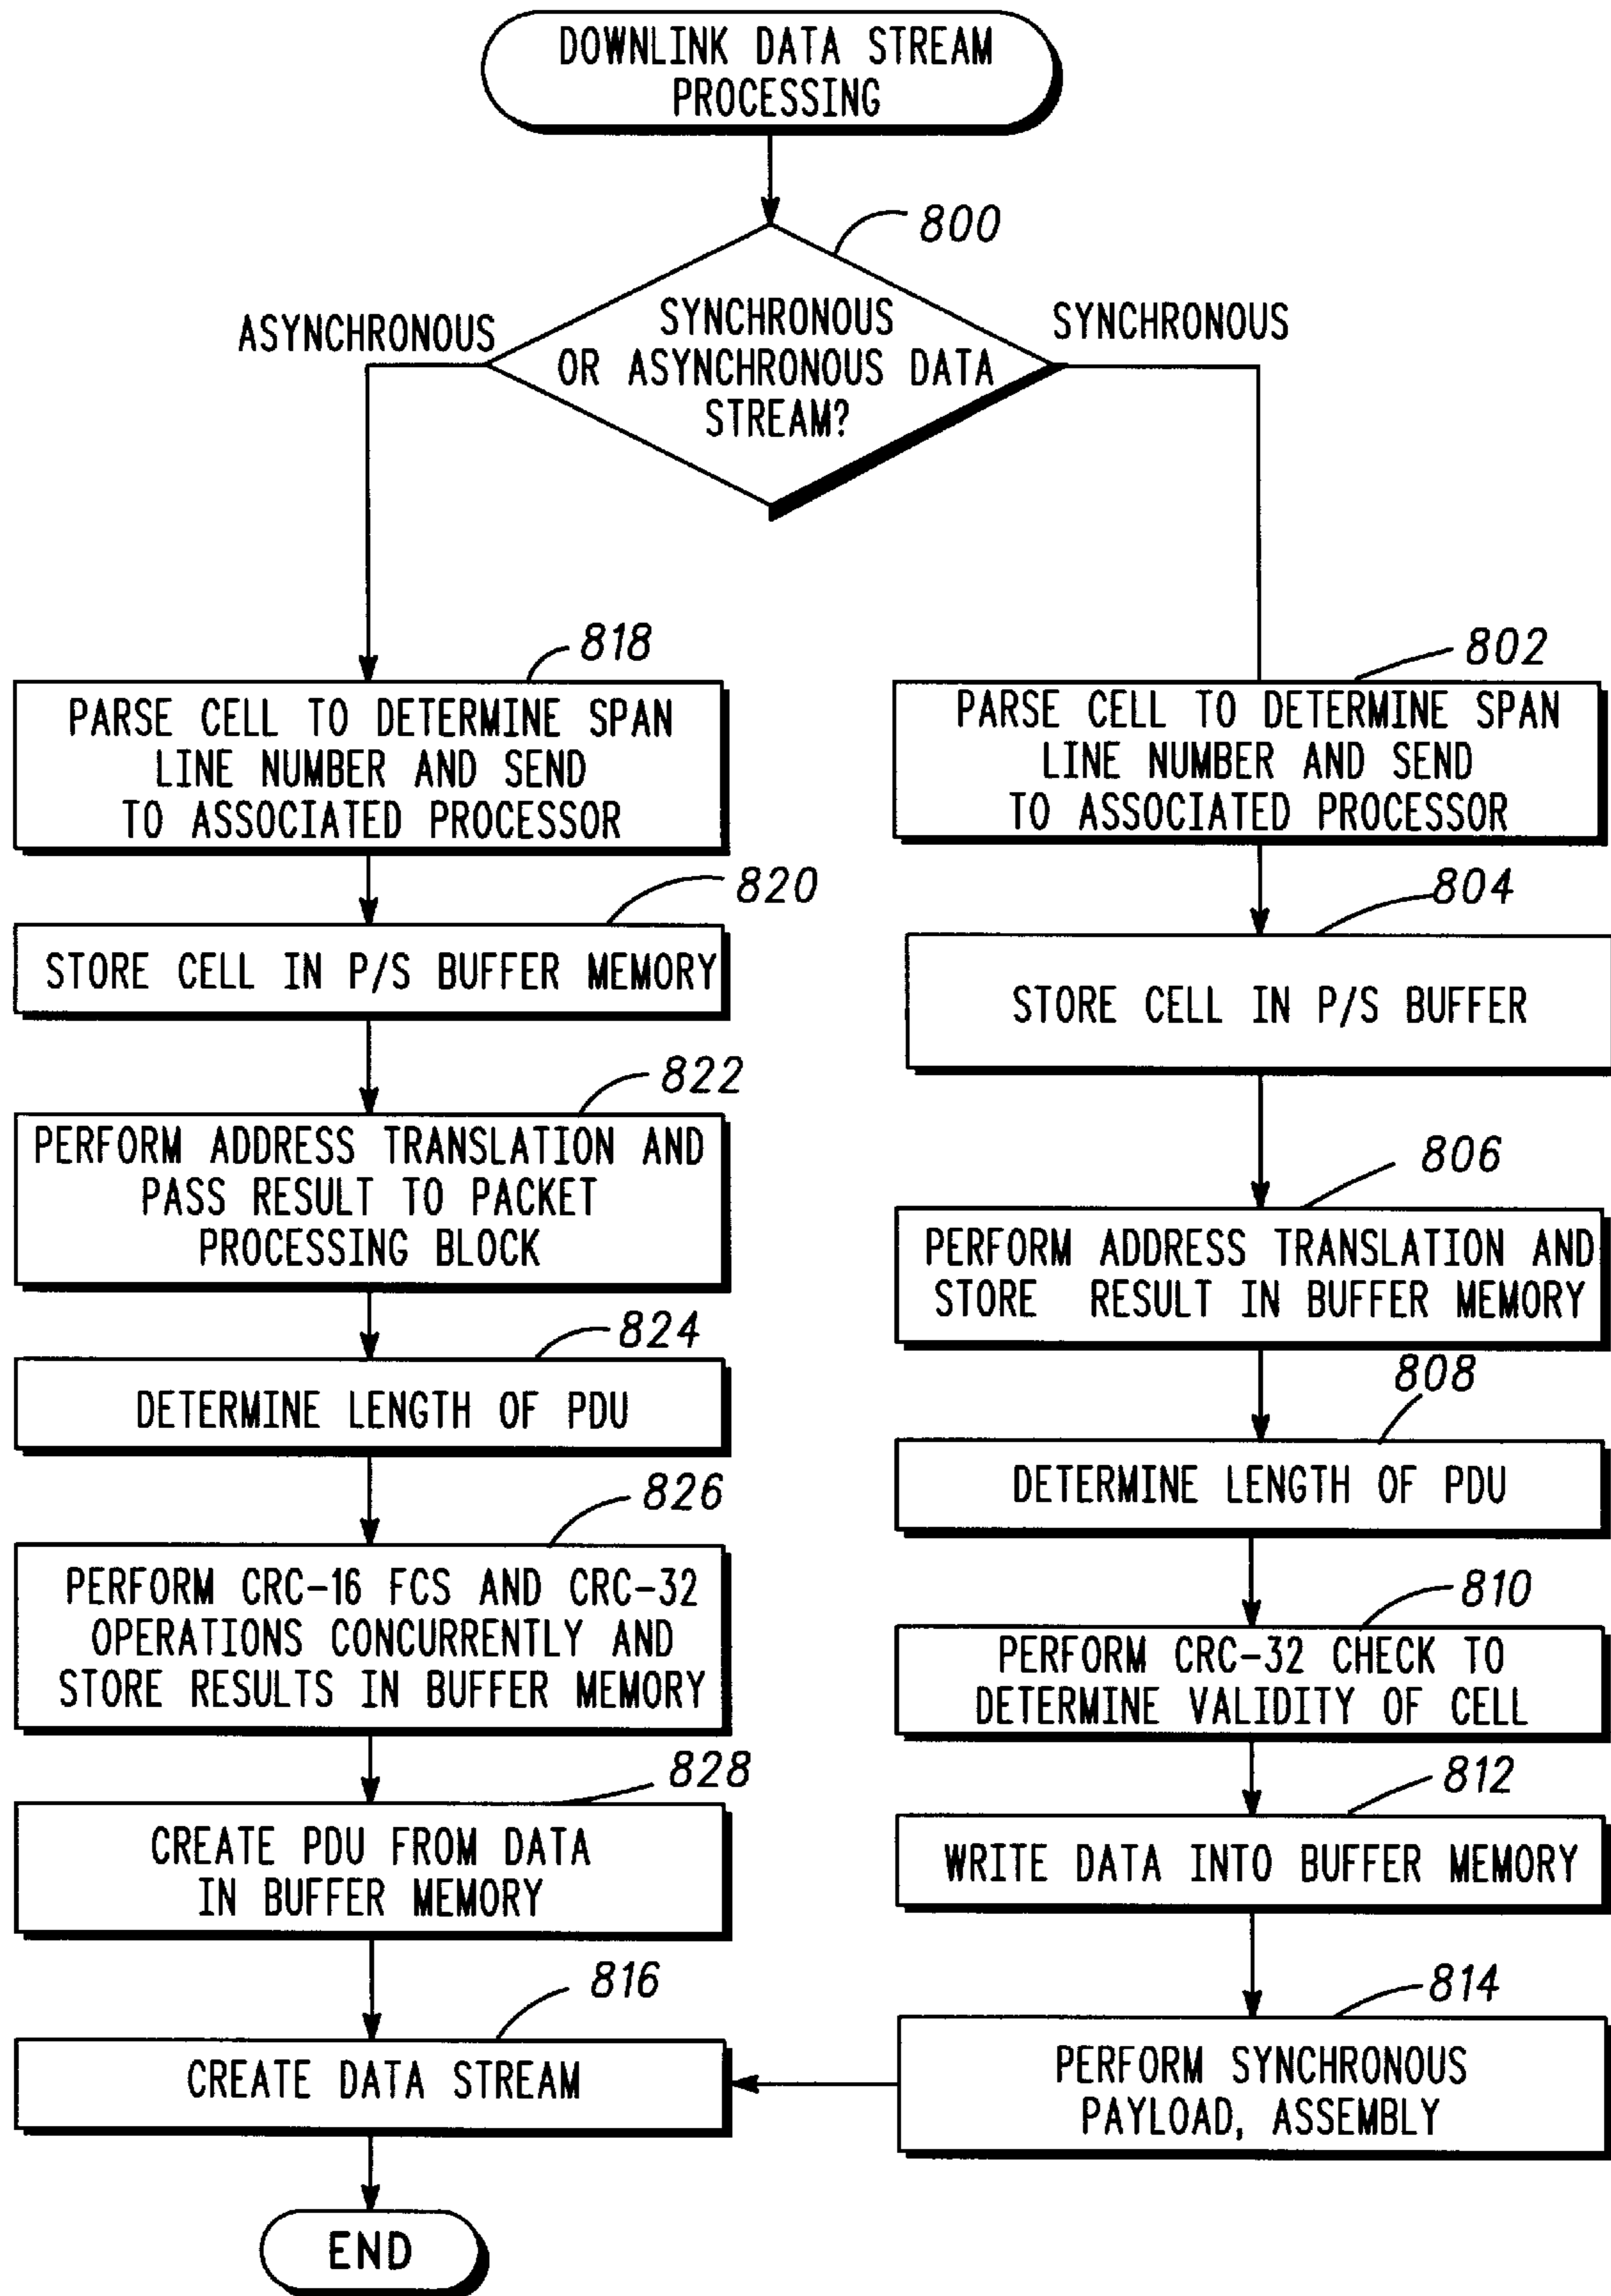 DOWNLINK DATA STREAM
PROCESSING
800
SYNCHRONOUS
OR ASYNCHRONOUS DATA
STREAM?
ASYNCHRONOUS
SYNCHRONOUS
818
PARSE CELL TO DETERMINE SPAN
LINE NUMBER AND SEND
TO ASSOCIATED PROCESSOR
820
STORE CELL IN P/S BUFFER MEMORY
822
PERFORM ADDRESS TRANSLATION AND
PASS RESULT TO PACKET
PROCESSING BLOCK
824
DETERMINE LENGTH OF PDU
826
PERFORM CRC-16 FCS AND CRC-32
OPERATIONS CONCURRENTLY AND
STORE RESULTS IN BUFFER MEMORY
828
CREATE PDU FROM DATA
IN BUFFER MEMORY
802
PARSE CELL TO DETERMINE SPAN
LINE NUMBER AND SEND
TO ASSOCIATED PROCESSOR
804
STORE CELL IN P/S BUFFER
806
PERFORM ADDRESS TRANSLATION AND
STORE RESULT IN BUFFER MEMORY
808
DETERMINE LENGTH OF PDU
810
PERFORM CRC-32 CHECK TO
DETERMINE VALIDITY OF CELL
812
WRITE DATA INTO BUFFER MEMORY
814
PERFORM SYNCHRONOUS
PAYLOAD, ASSEMBLY
816
CREATE DATA STREAM
END